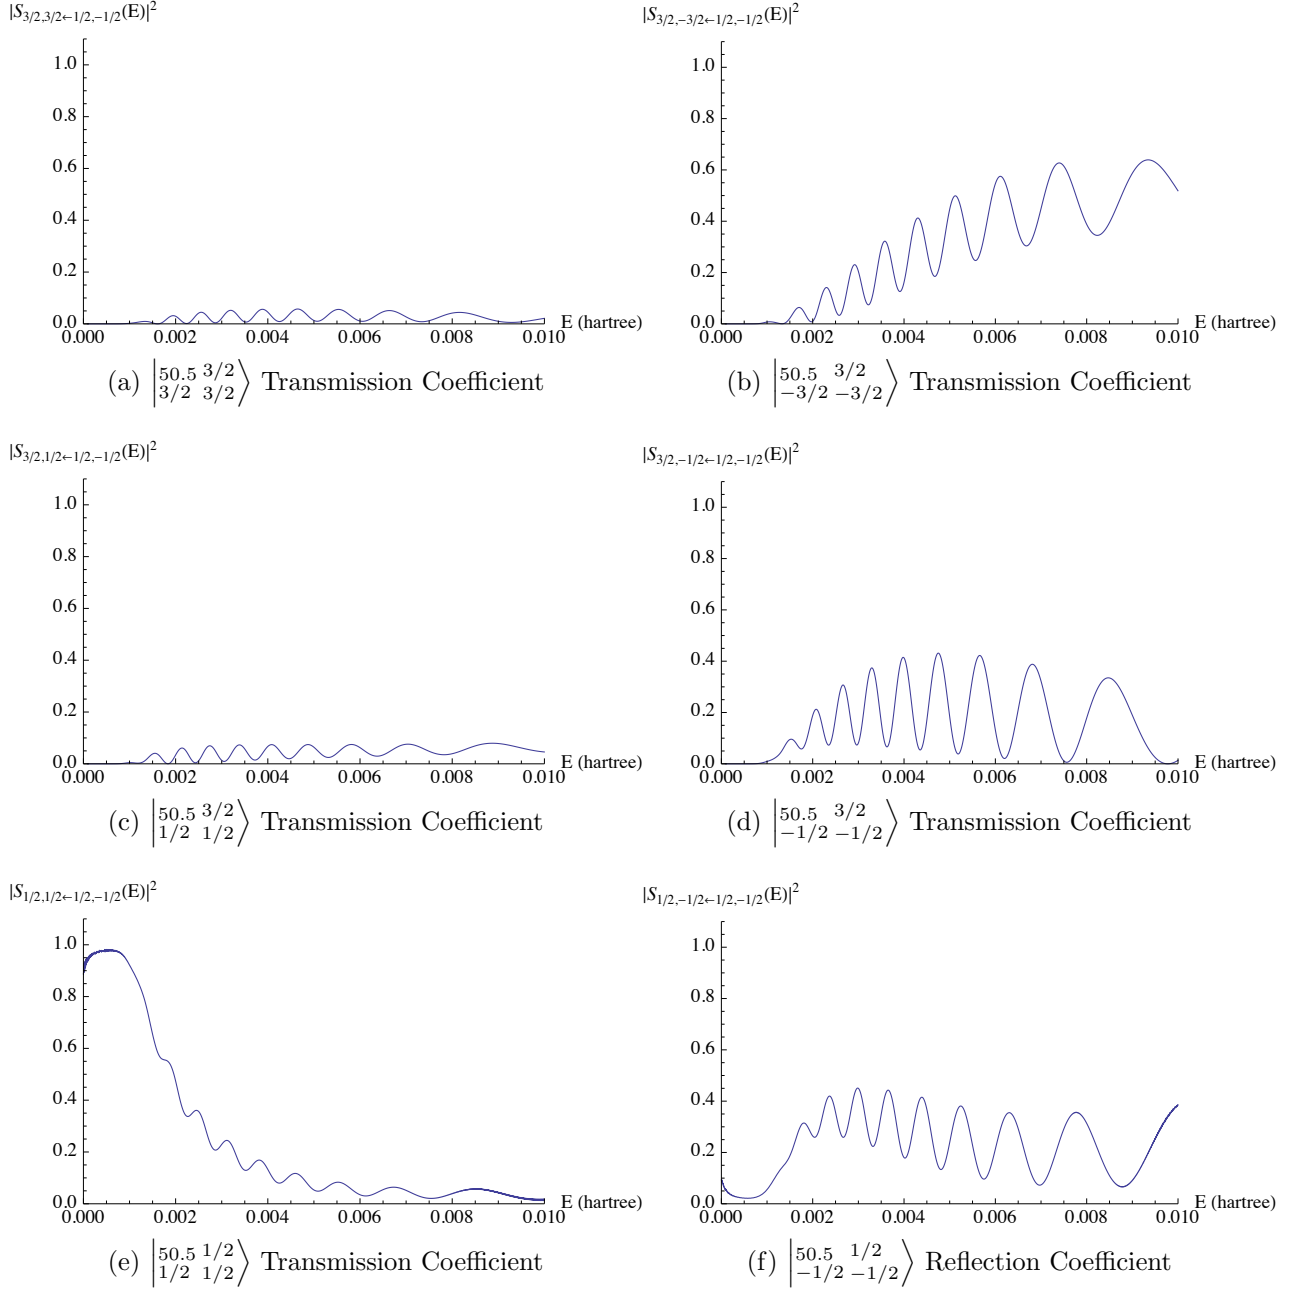 |S3/2,3/2←1/2,−1/2(E)|²
1.0
0.8
0.6
0.4
0.2
0.0
0.000 0.002 0.004 0.006 0.008 0.010
E (hartree)
(a) |50.5 3/2 3/2 3/2⟩ Transmission Coefficient
|S3/2,−3/2←1/2,−1/2(E)|²
1.0
0.8
0.6
0.4
0.2
0.0
0.000 0.002 0.004 0.006 0.008 0.010
E (hartree)
(b) |50.5 3/2 −3/2 −3/2⟩ Transmission Coefficient
|S3/2,1/2←1/2,−1/2(E)|²
1.0
0.8
0.6
0.4
0.2
0.0
0.000 0.002 0.004 0.006 0.008 0.010
E (hartree)
(c) |50.5 3/2 1/2 1/2⟩ Transmission Coefficient
|S3/2,−1/2←1/2,−1/2(E)|²
1.0
0.8
0.6
0.4
0.2
0.0
0.000 0.002 0.004 0.006 0.008 0.010
E (hartree)
(d) |50.5 3/2 −1/2 −1/2⟩ Transmission Coefficient
|S1/2,1/2←1/2,−1/2(E)|²
1.0
0.8
0.6
0.4
0.2
0.0
0.000 0.002 0.004 0.006 0.008 0.010
E (hartree)
(e) |50.5 1/2 1/2 1/2⟩ Transmission Coefficient
|S1/2,−1/2←1/2,−1/2(E)|²
1.0
0.8
0.6
0.4
0.2
0.0
0.000 0.002 0.004 0.006 0.008 0.010
E (hartree)
(f) |50.5 1/2 −1/2 −1/2⟩ Reflection Coefficient